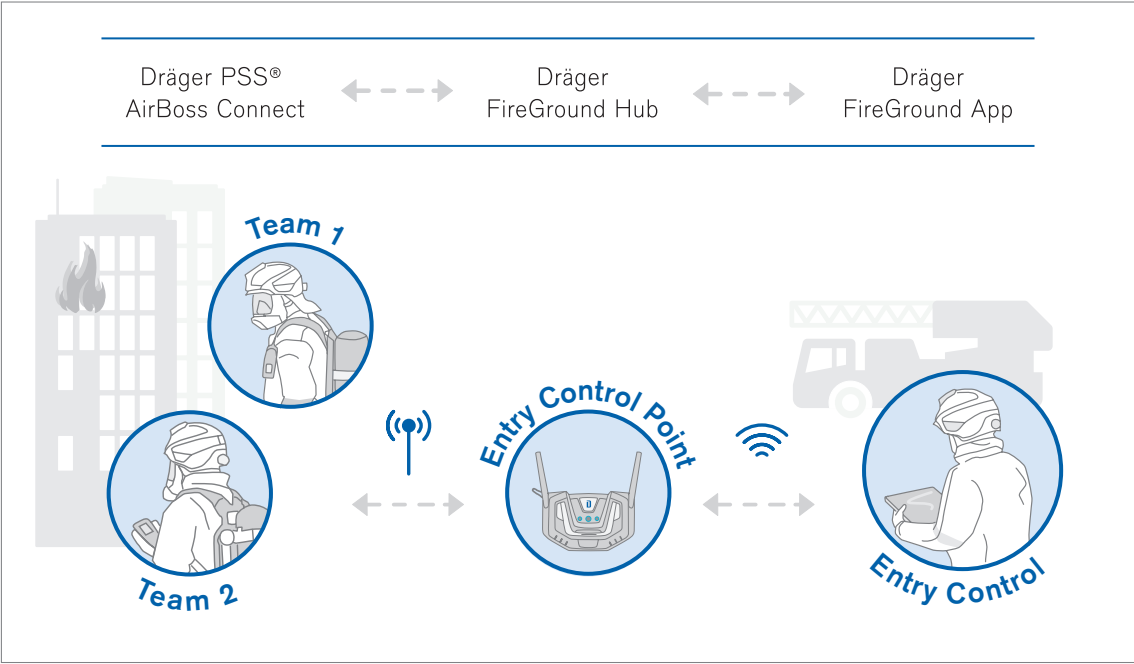 Dräger PSS®
AirBoss Connect
Dräger
FireGround Hub
Dräger
FireGround App
Team 1
Team 2
Entry Control Point
Entry Control